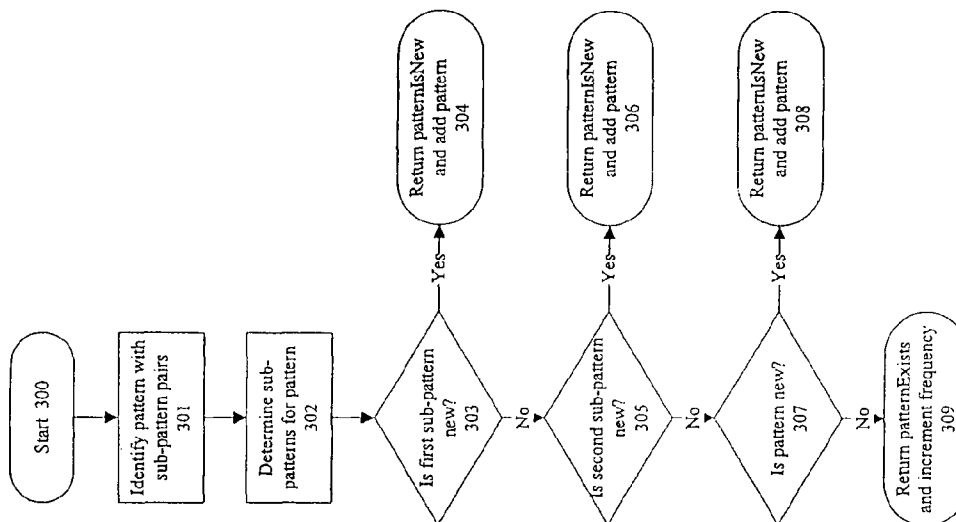 Start 300
Identify pattern with
sub-pattern pairs
301
Determine sub-
patterns for pattern
302
Is first sub-pattern
new?
303
Yes
Return patternIsNew
and add pattern
304
No
Is second sub-pattern
new?
305
Yes
Return patternIsNew
and add pattern
306
No
Is pattern new?
307
Yes
Return patternIsNew
and add pattern
308
No
Return patternExists
and increment frequency
309